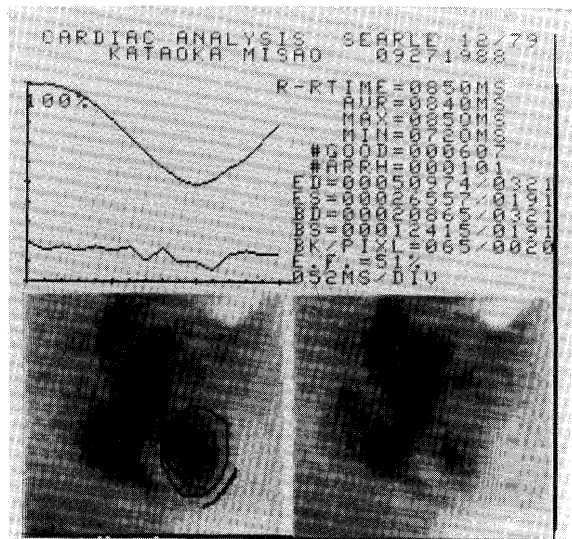 CARDIAC ANALYSIS SEARLE 12/79
KATAOKA MISAO 09271988
100%
R-RTIME=0850MS
AVR=0840MS
MAX=0850MS
MIN=0720MS
#GOOD=000607
#ARRH=000101
ED=00050974/0321
ES=00026557/0191
BD=00020865/0321
BS=00012415/0191
BK/PIXL=065/0020
E.F.=51%
052MS/DIV